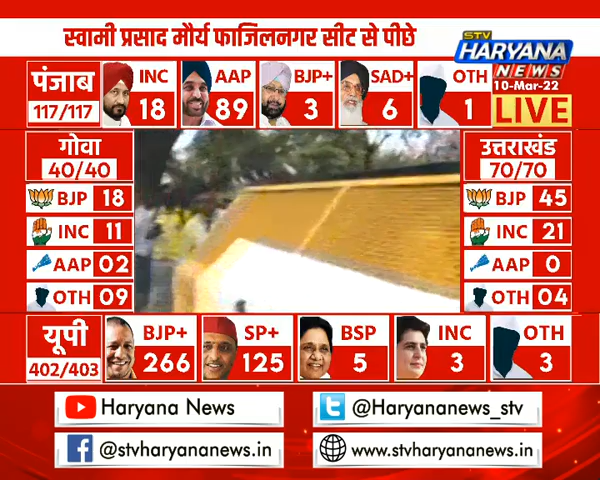 स्वामी प्रसाद मौर्य फाजिलनगर सीट से पीछे
STV
HARYANA
NEWS
10-Mar-22
LIVE
पंजाब
117/117
INC
18
AAP
89
BJP+
3
SAD+
6
OTH
1
गोवा
40/40
BJP 18
INC 11
AAP 02
OTH 09
उत्तराखंड
70/70
BJP 45
INC 21
AAP 0
OTH 04
यूपी
402/403
BJP+
266
SP+
125
BSP
5
INC
3
OTH
3
Haryana News
@Haryananews_stv
@stvharyananews.in
www.stvharyananews.in